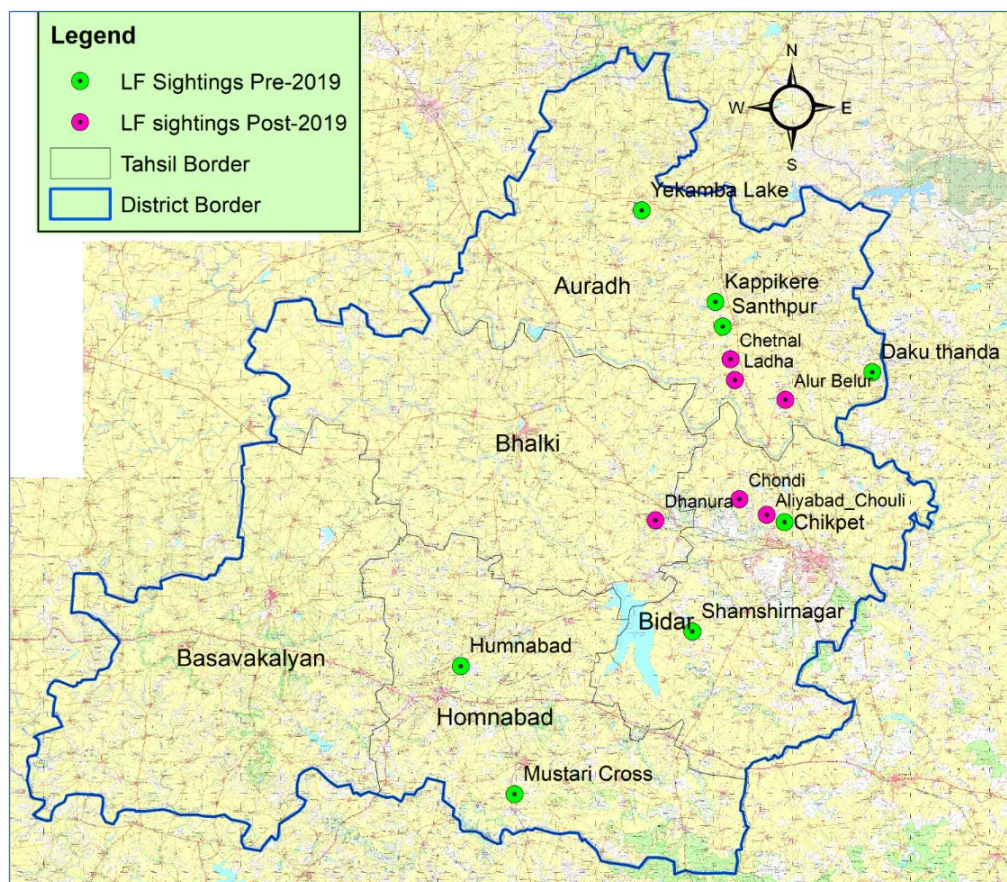 Legend
LF Sightings Pre-2019
LF sightings Post-2019
Tahsil Border
District Border
N
W
E
S
Yekamba Lake
Auradh
Kappikere
Santhpur
Chetnal
Ladha
Daku thanda
Alur Belur
Bhalki
Chondi
Dhanura
Aliyabad_Chouli
Chikpet
Bidar
Shamshirnagar
Humnabad
Basavakalyan
Homnabad
Mustari Cross